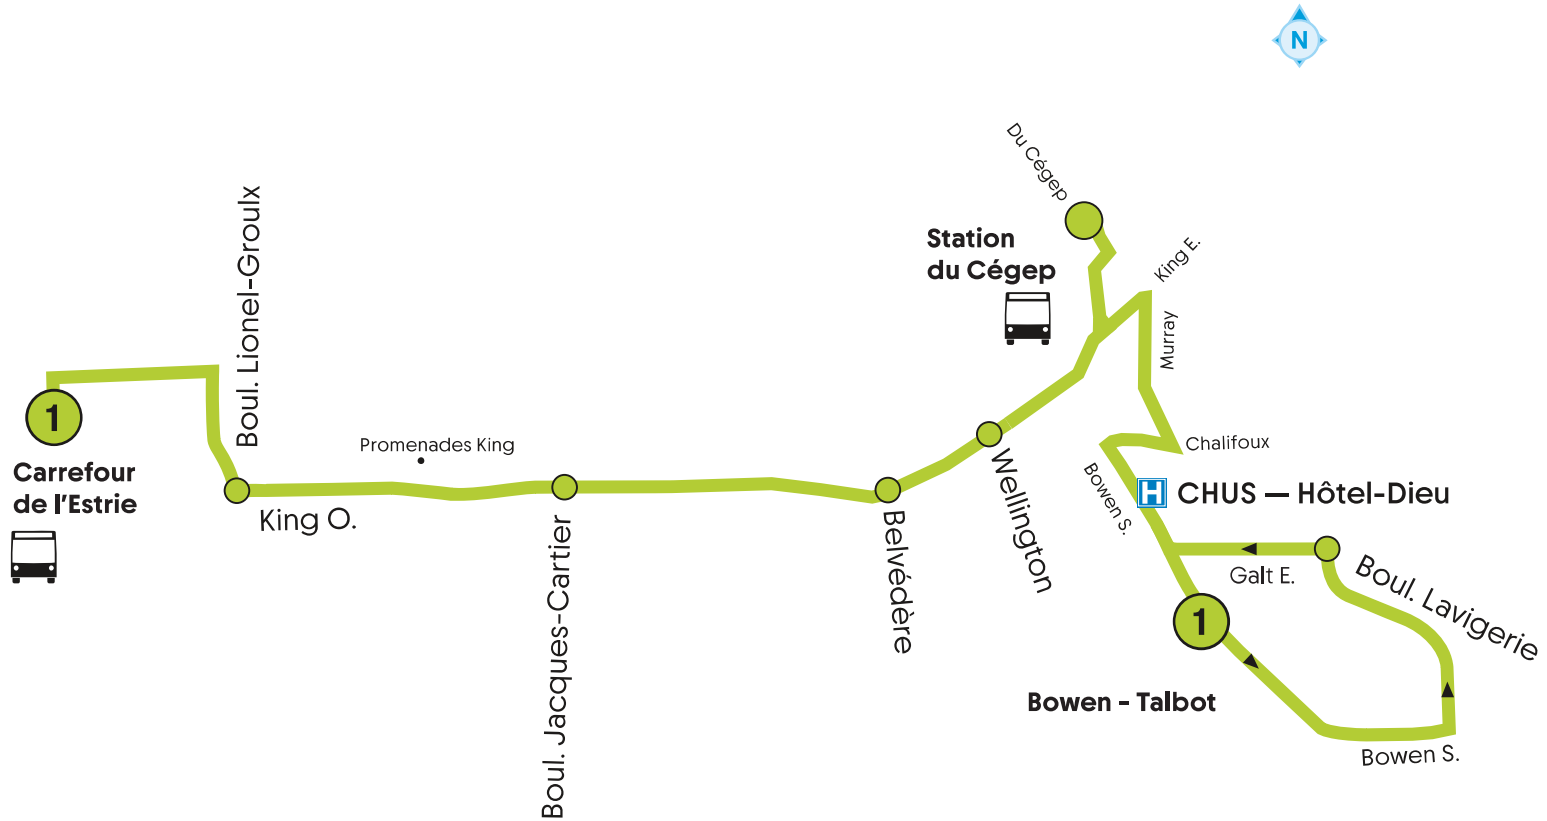 N
Du Cégep
Station
du Cégep
King E.
Murray
Boul. Lionel-Groulx
1
Carrefour
de l'Estrie
Promenades King
King O.
Boul. Jacques-Cartier
Belvédère
Wellington
Chalifoux
Bowen S.
H
CHUS — Hôtel-Dieu
Galt E.
Boul. Lavigerie
1
Bowen - Talbot
Bowen S.